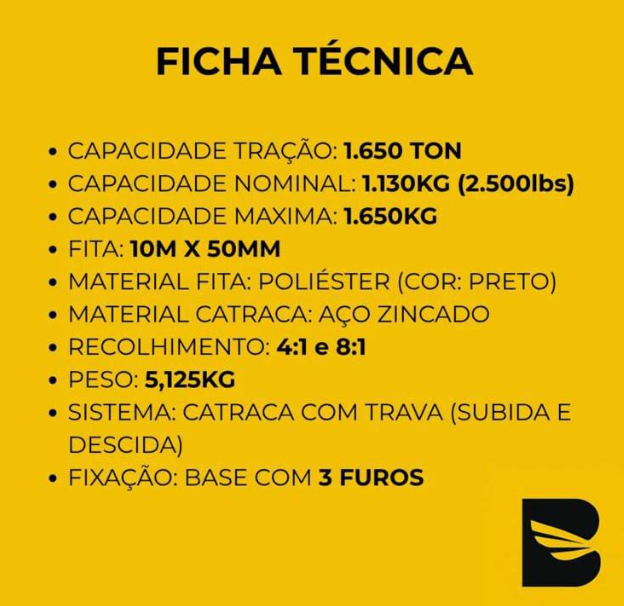 FICHA TÉCNICA
• CAPACIDADE TRAÇÃO: 1.650 TON
• CAPACIDADE NOMINAL: 1.130KG (2.500lbs)
• CAPACIDADE MAXIMA: 1.650KG
• FITA: 10M X 50MM
• MATERIAL FITA: POLIÉSTER (COR: PRETO)
• MATERIAL CATRACA: AÇO ZINCADO
• RECOLHIMENTO: 4:1 e 8:1
• PESO: 5,125KG
• SISTEMA: CATRACA COM TRAVA (SUBIDA E
DESCIDA)
• FIXAÇÃO: BASE COM 3 FUROS
B